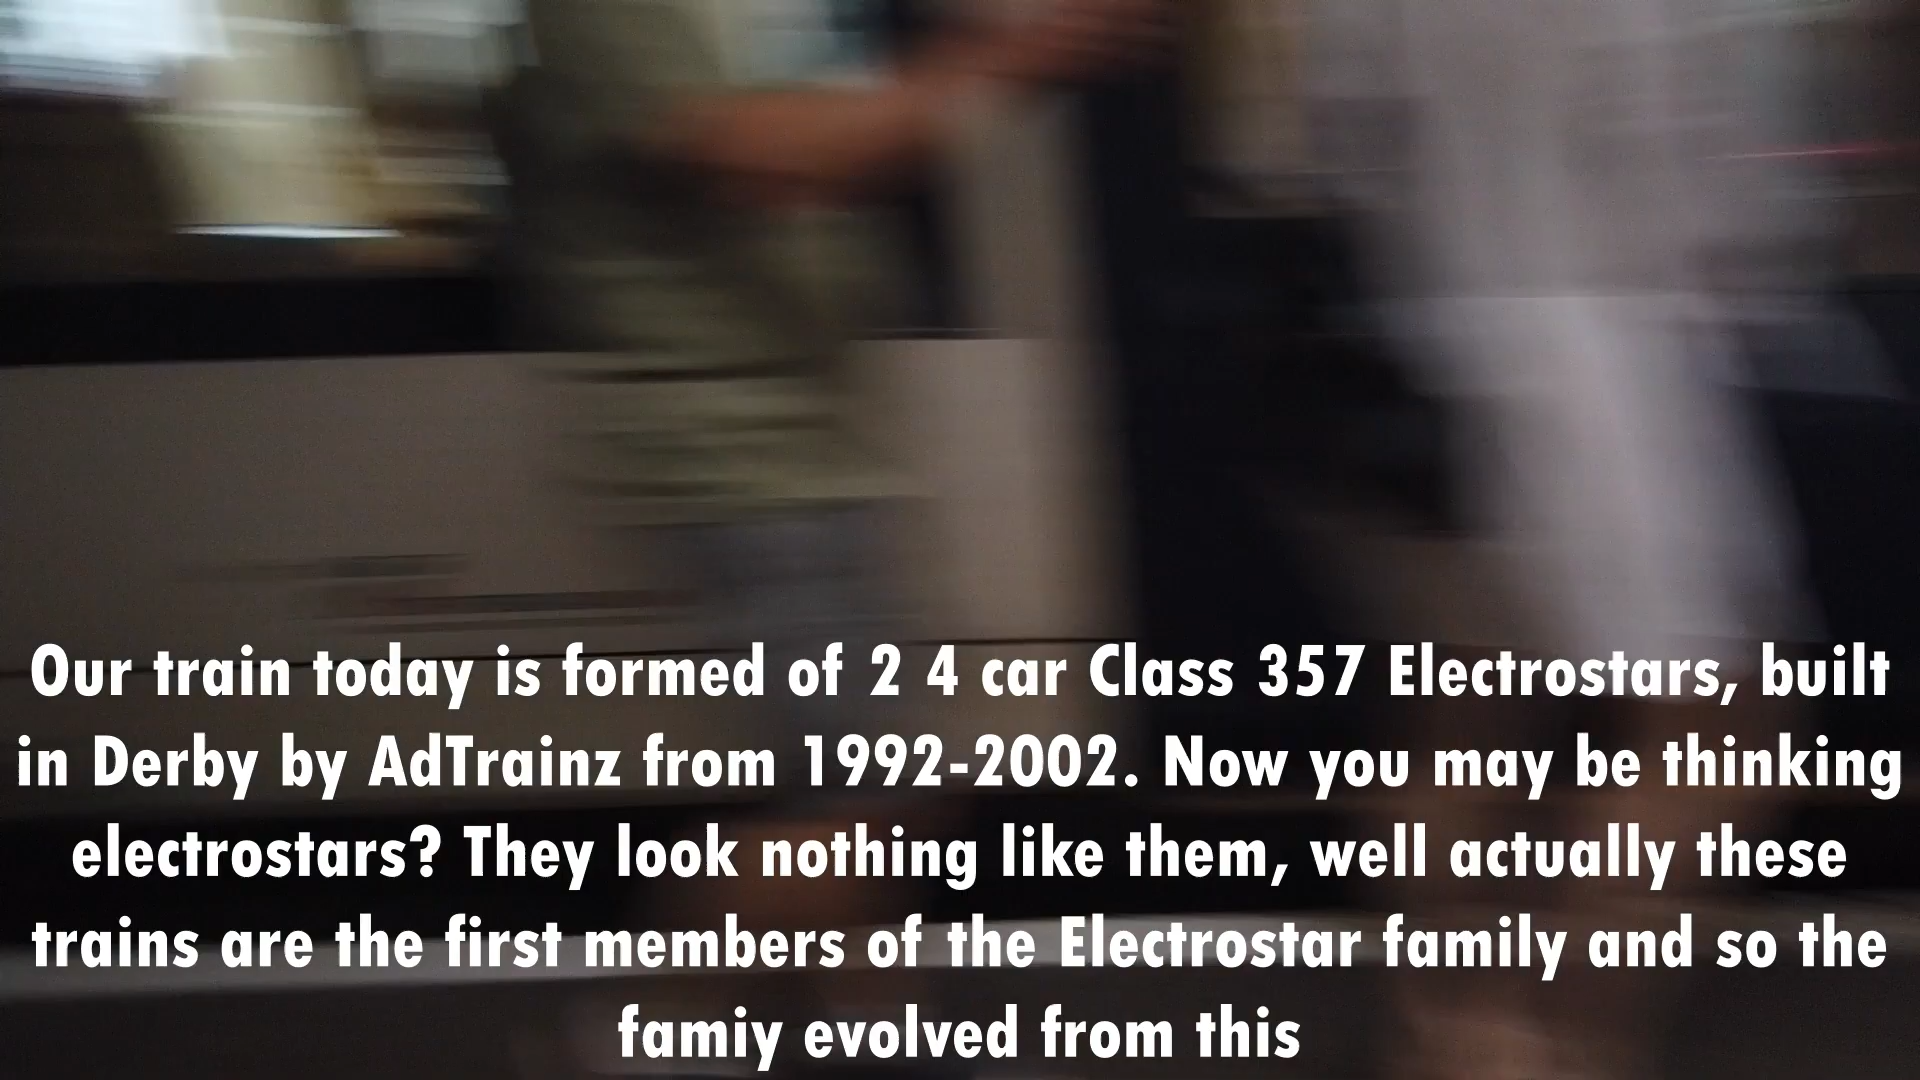 Our train today is formed of 2 4 car Class 357 Electrostars, built
in Derby by AdTrainz from 1992-2002. Now you may be thinking
electrostars? They look nothing like them, well actually these
trains are the first members of the Electrostar family and so the
famiy evolved from this